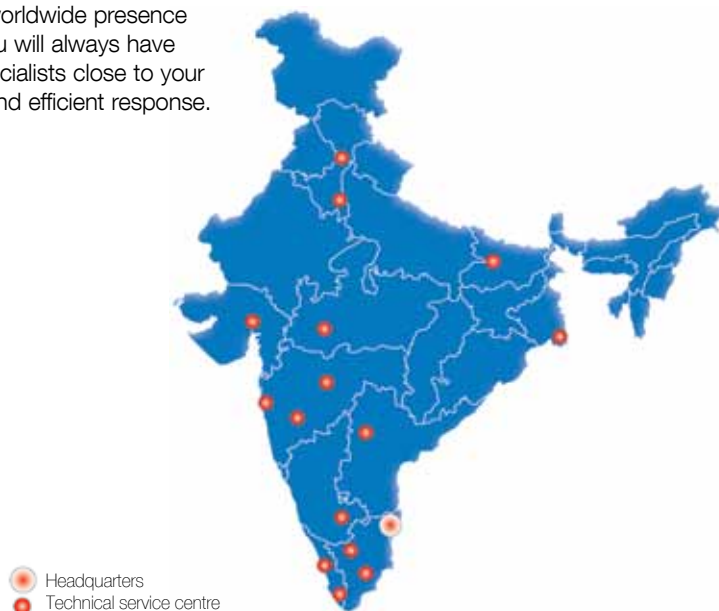 orldwide presence
u will always have
cialists close to your
nd efficient response.
Headquarters
Technical service centre